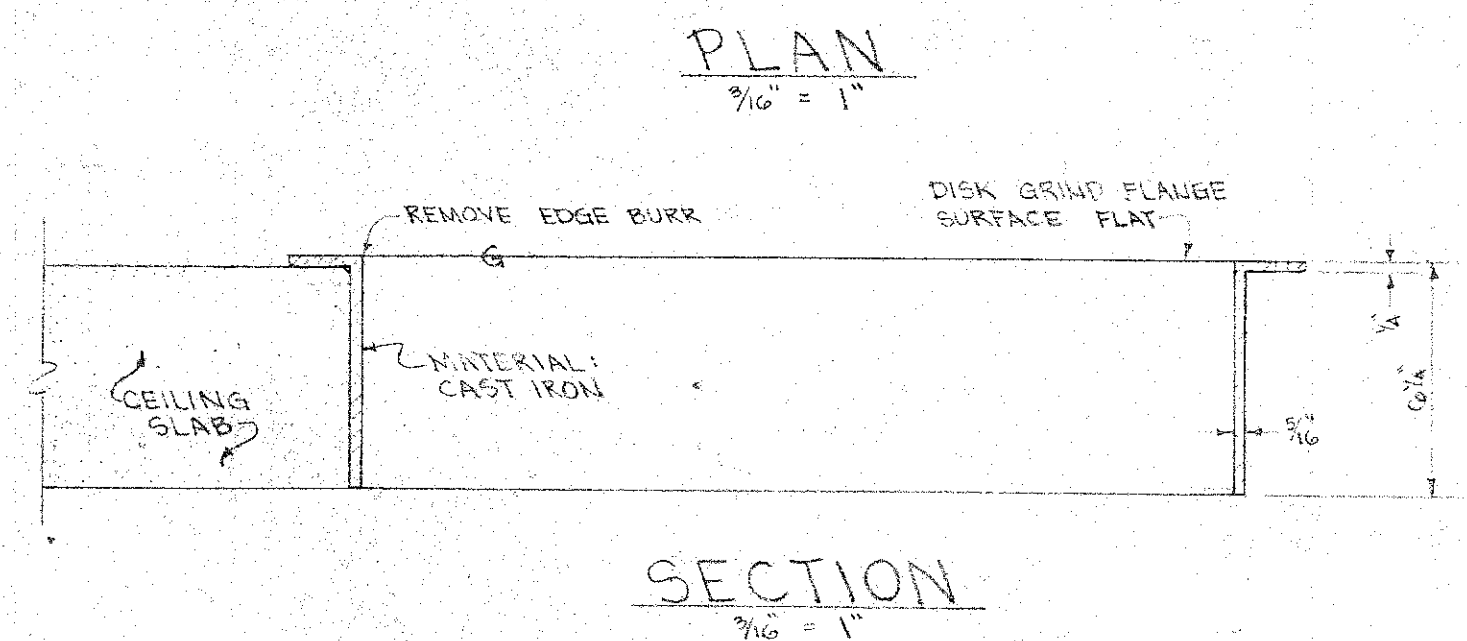 PLAN
3/16" = 1"
REMOVE EDGE BURR
DISK GRIND FLANGE
SURFACE FLAT
G
MATERIAL:
CAST IRON
CEILING
SLAB
1/4"
6 1/4"
5/16"
SECTION
3/16" = 1"